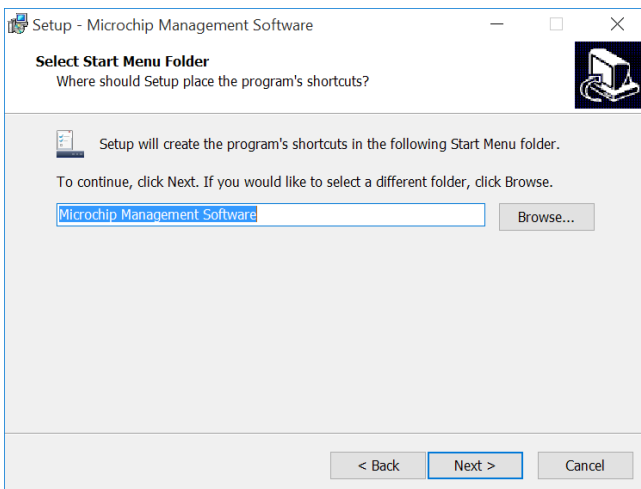 Setup - Microchip Management Software
Select Start Menu Folder
Where should Setup place the program's shortcuts?
Setup will create the program's shortcuts in the following Start Menu folder.
To continue, click Next. If you would like to select a different folder, click Browse.
Microchip Management Software
Browse...
< Back
Next >
Cancel